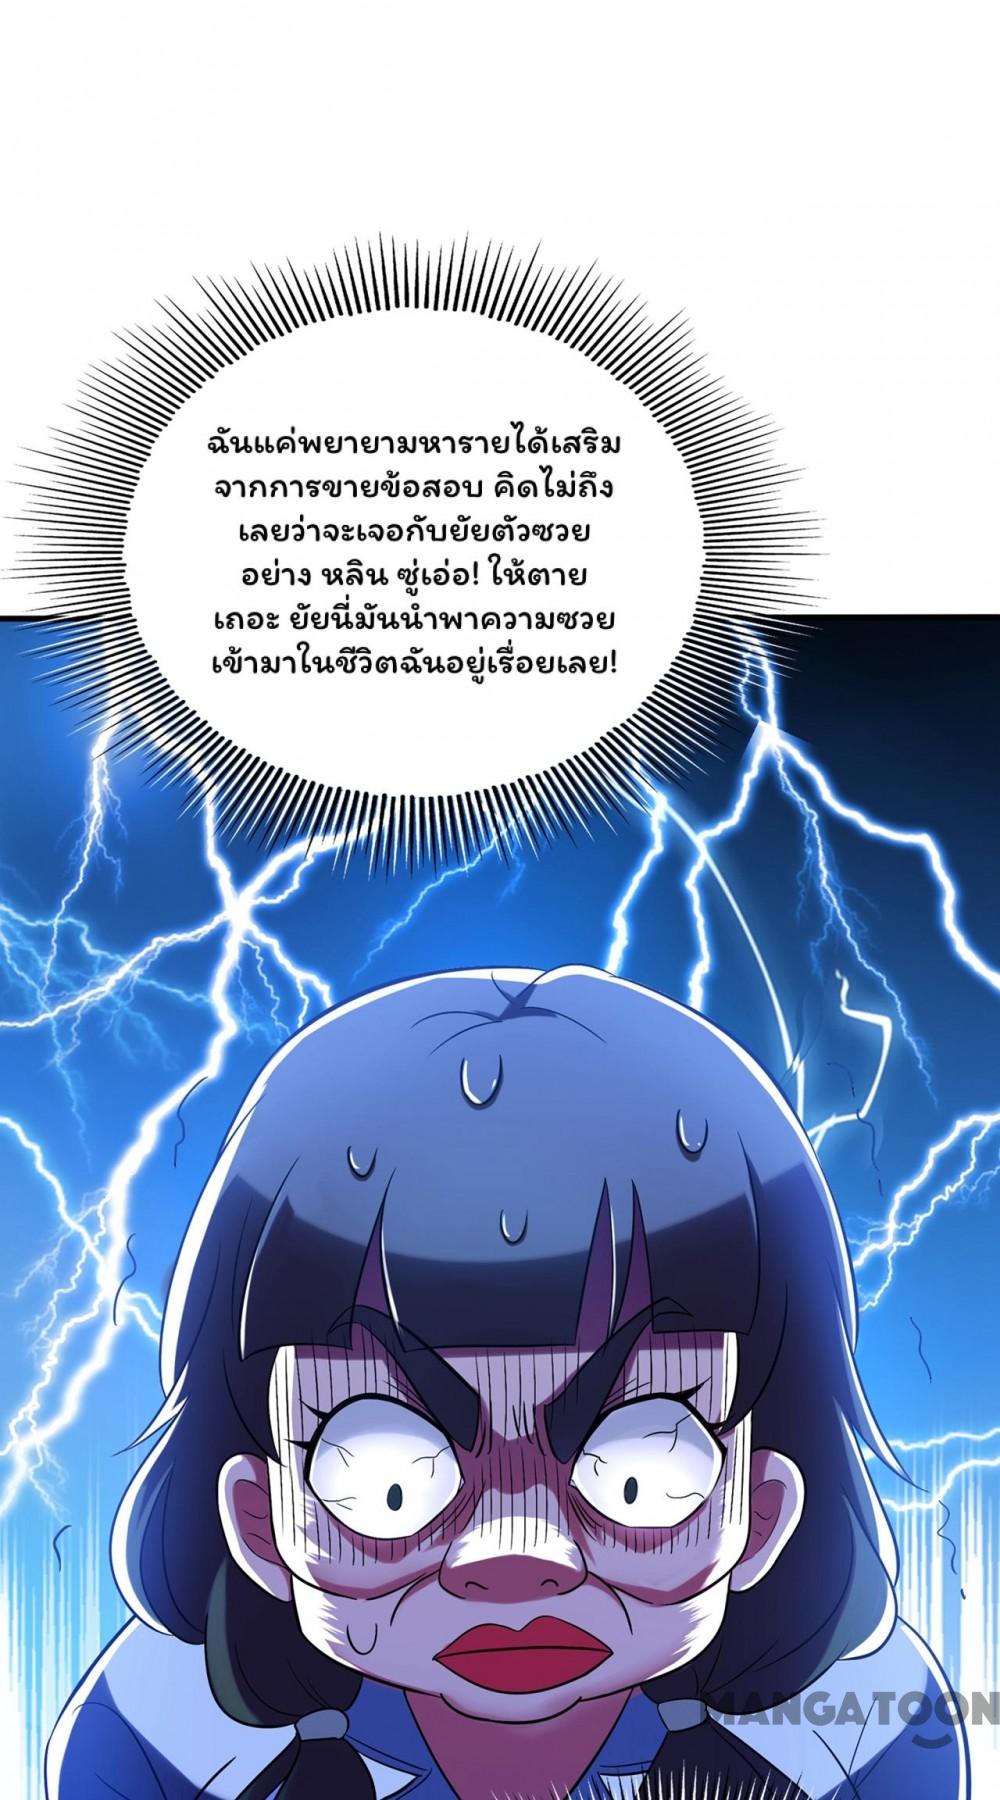 ฉันแค่พยายามหารายได้เสริม
จากการขายข้อสอบ คิดไม่ถึง
เลยว่าจะเจอกับยัยตัวซวย
อย่าง หลิน ซู่เอ๋อ! ให้ตาย
เถอะ ยัยนี่มันนำพาความซวย
เข้ามาในชีวิตฉันอยู่เรื่อยเลย!
MANGATOON